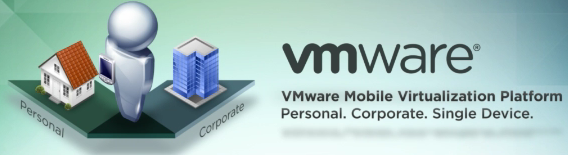 Personal
Corporate
vmware®
VMware Mobile Virtualization Platform
Personal. Corporate. Single Device.